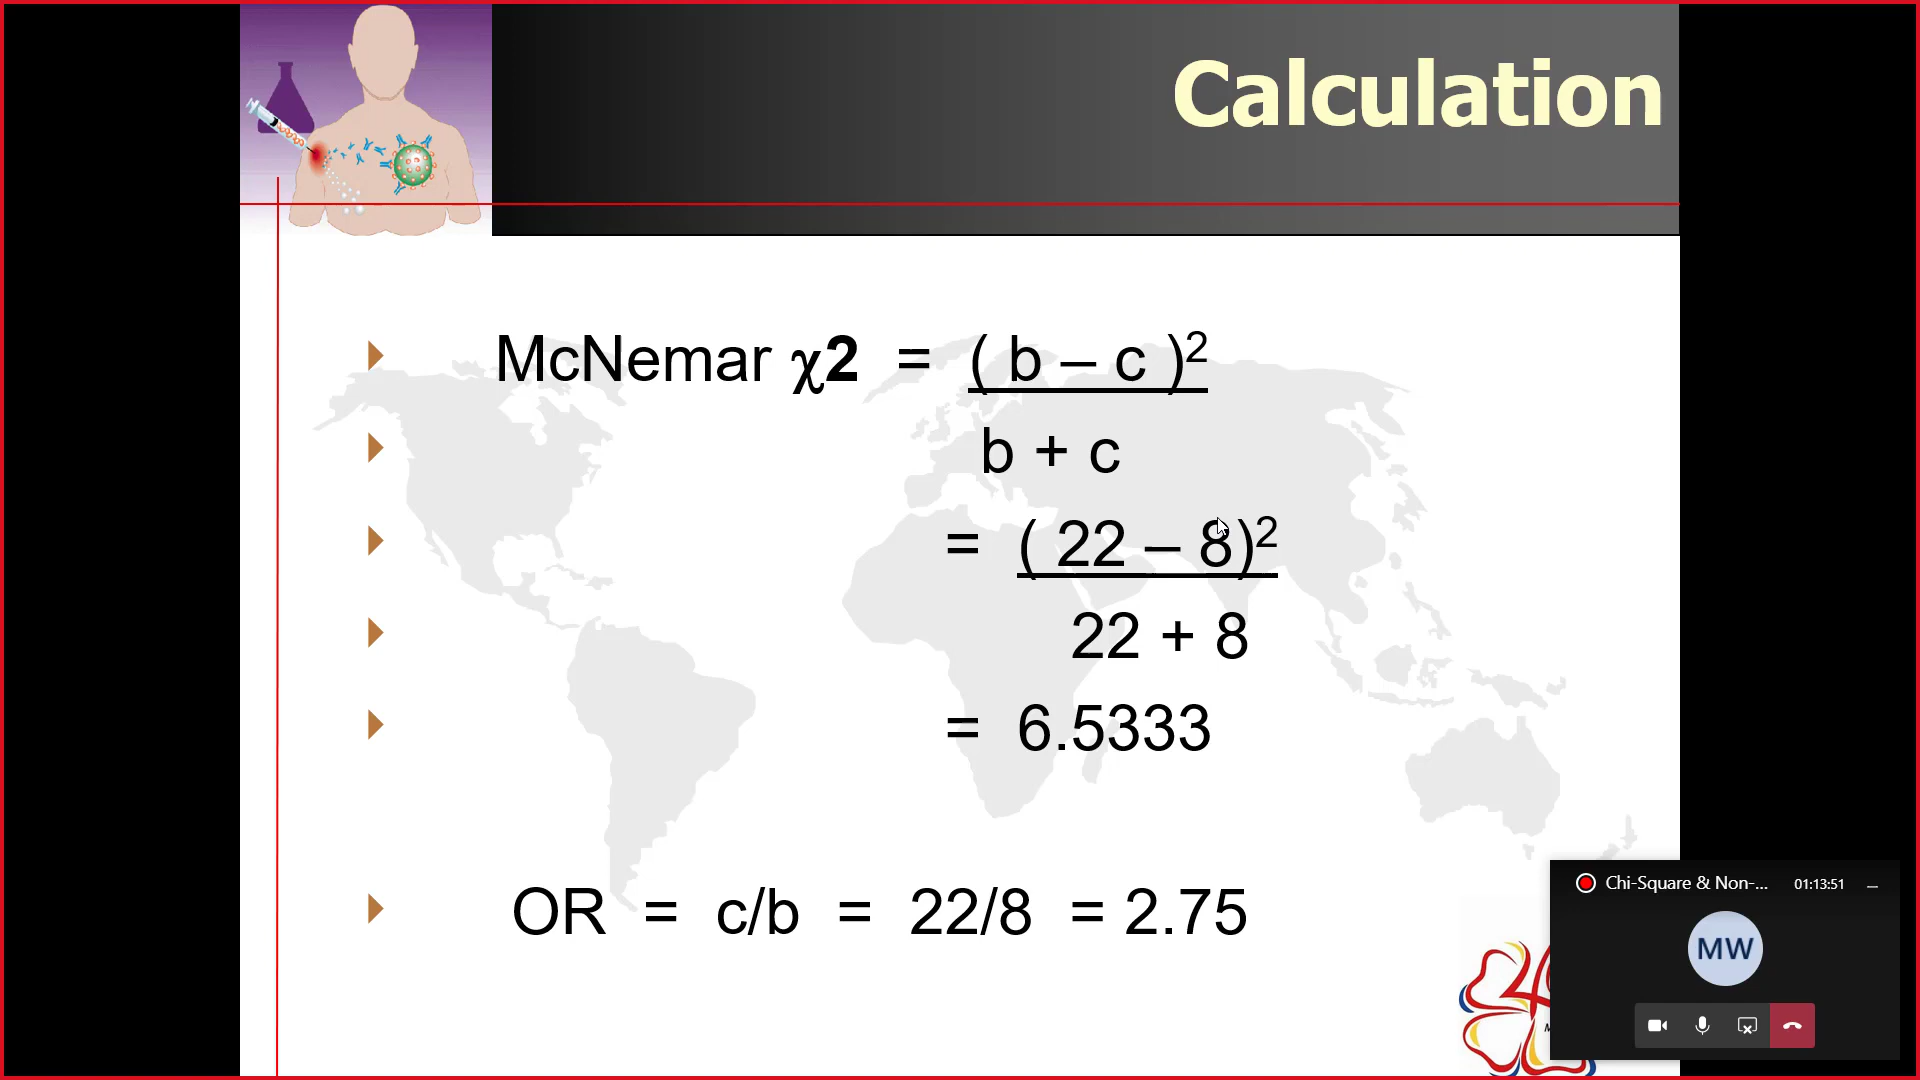 Calculation
McNemar χ2 = ( b – c )²
b + c
= ( 22 – 8)²
22 + 8
= 6.5333
OR = c/b = 22/8 = 2.75
Chi-Square & Non-... 01:13:51
MW